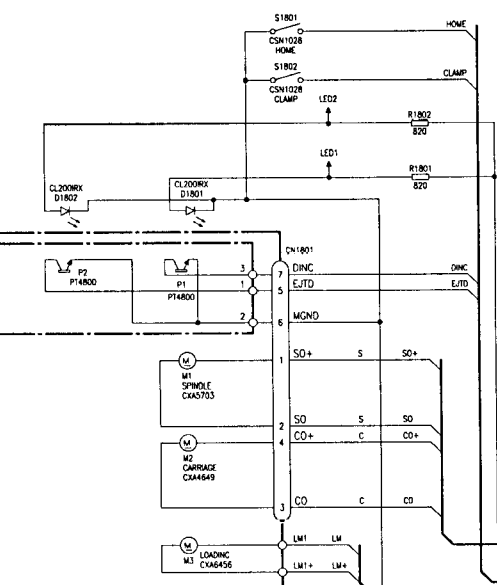 S1801
CSN1028
HOME
HOME
S1802
CSN1028
CLAMP
CLAMP
LED2
R1802
820
LED1
R1801
820
CL200IRX
D1802
CL200IRX
D1801
CN1801
P2
PT4800
P1
PT4800
3
7
DINC
DINC
1
5
EJTD
EJTD
2
6
MGND
M
1
SO+
S
SO+
M1
SPINDLE
CXA5703
2
SO
S
SO
M
4
CO+
C
CO+
M2
CARRIAGE
CXA4649
3
CO
C
CO
M
M3
LOADING
CXA6456
LM1
LM
LM1+
LM+